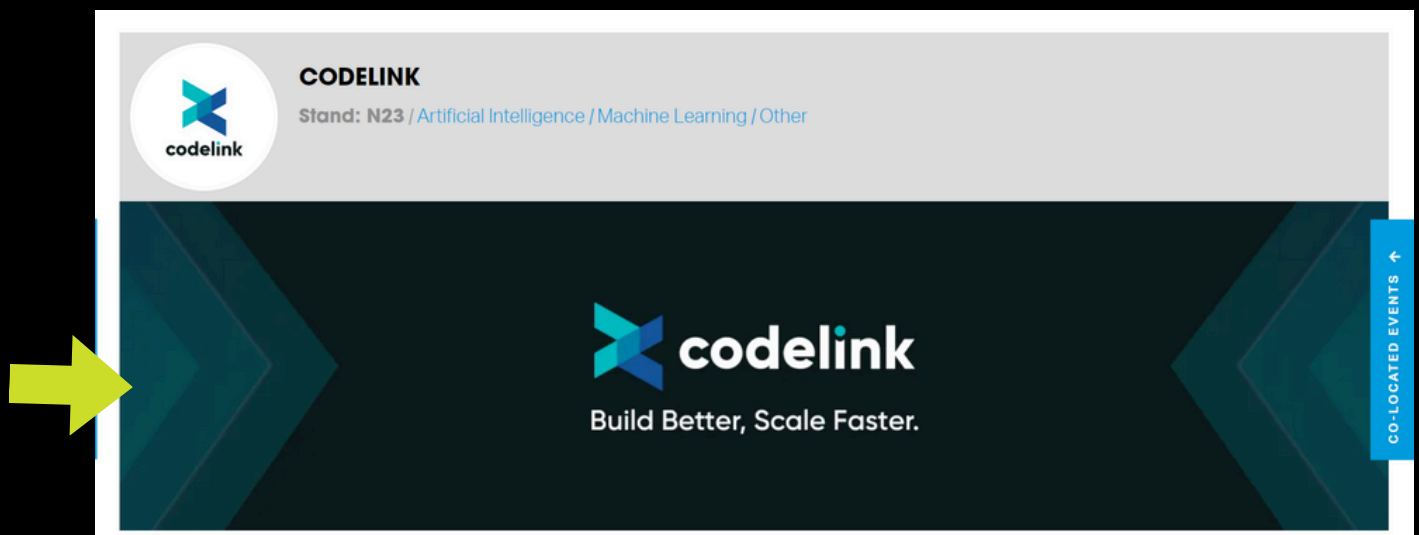 CODELINK
Stand: N23 / Artificial Intelligence / Machine Learning / Other
codelink
codelink
Build Better, Scale Faster.
CO-LOCATED EVENTS